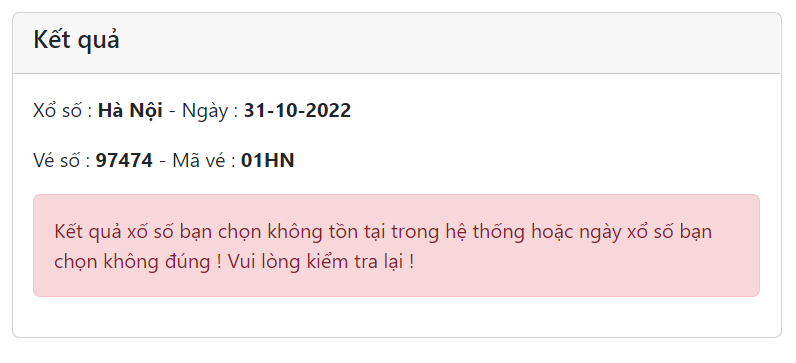 Kết quả
Xổ số : Hà Nội - Ngày : 31-10-2022
Vé số : 97474 - Mã vé : 01HN
Kết quả xố số bạn chọn không tồn tại trong hệ thống hoặc ngày xổ số bạn
chọn không đúng ! Vui lòng kiểm tra lại !